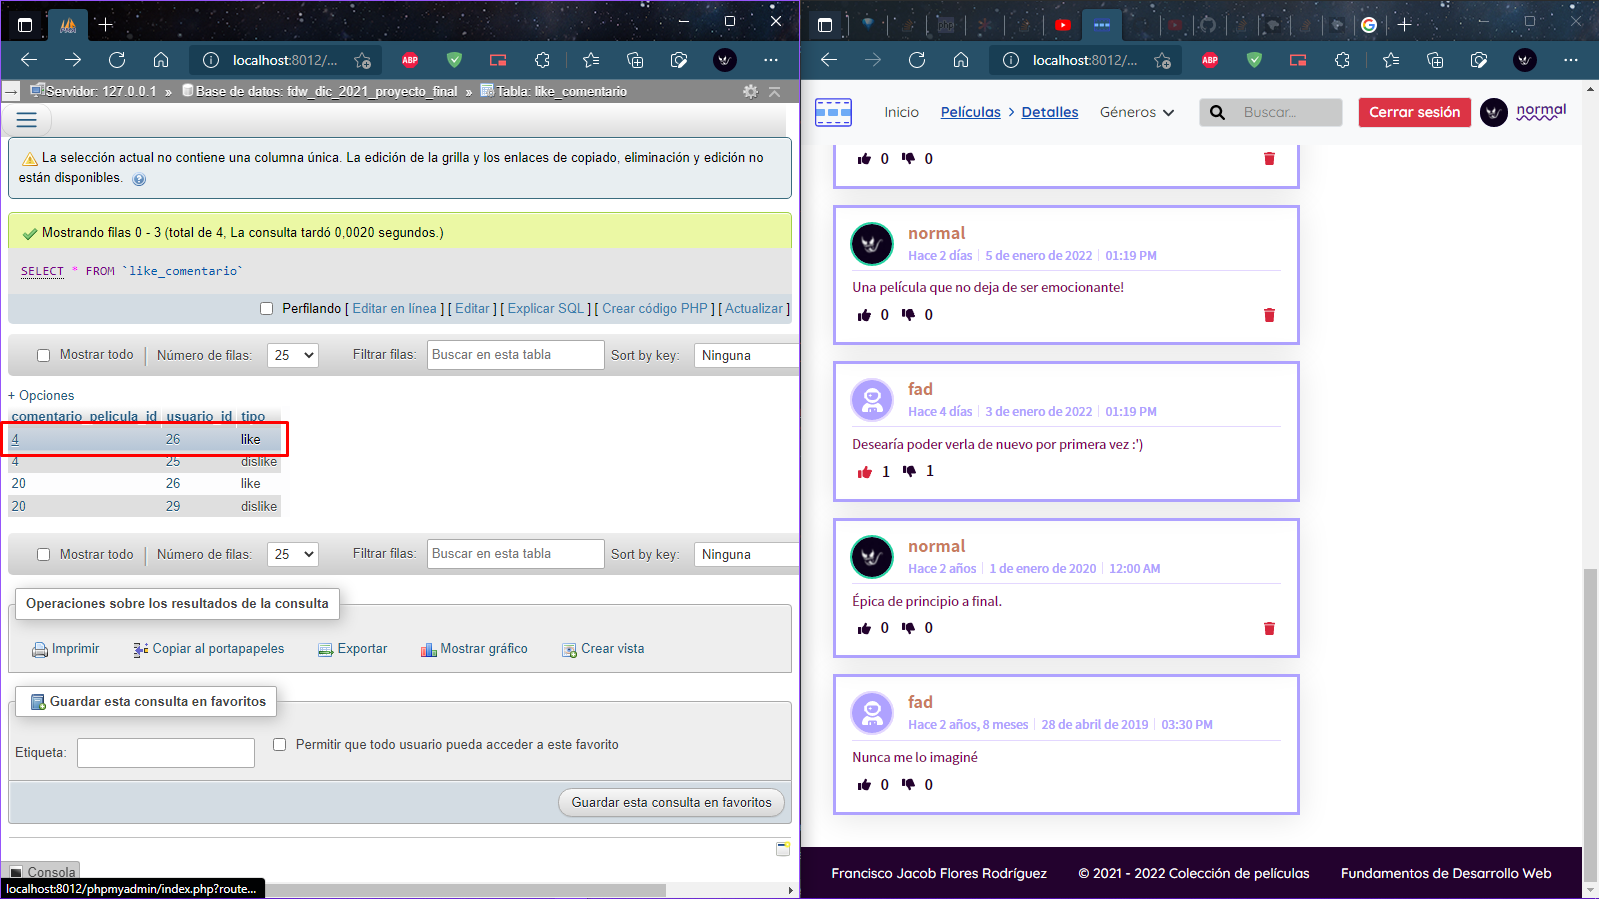 localhost:8012/...
ABP
Servidor: 127.0.0.1 » Base de datos: fdw_dic_2021_proyecto_final » Tabla: like_comentario
La selección actual no contiene una columna única. La edición de la grilla y los enlaces de copiado, eliminación y edición no
están disponibles.
Mostrando filas 0 - 3 (total de 4, La consulta tardó 0,0020 segundos.)
SELECT * FROM `like_comentario`
Perfilando [ Editar en línea ] [ Editar ] [ Explicar SQL ] [ Crear código PHP ] [ Actualizar ]
Mostrar todo Número de filas: 25 Filtrar filas: Buscar en esta tabla Sort by key: Ninguna
+ Opciones
comentario_pelicula_id usuario_id tipo
4 26 like
4 25 dislike
20 26 like
20 29 dislike
Mostrar todo Número de filas: 25 Filtrar filas: Buscar en esta tabla Sort by key: Ninguna
Operaciones sobre los resultados de la consulta
Imprimir Copiar al portapapeles Exportar Mostrar gráfico Crear vista
Guardar esta consulta en favoritos
Etiqueta: Permitir que todo usuario pueda acceder a este favorito
Guardar esta consulta en favoritos
Consola
localhost:8012/phpmyadmin/index.php?route...
localhost:8012/...
ABP
Inicio Películas > Detalles Géneros Buscar... Cerrar sesión normal
0 0
normal
Hace 2 días | 5 de enero de 2022 | 01:19 PM
Una película que no deja de ser emocionante!
0 0
fad
Hace 4 días | 3 de enero de 2022 | 01:19 PM
Desearía poder verla de nuevo por primera vez :')
1 1
normal
Hace 2 años | 1 de enero de 2020 | 12:00 AM
Épica de principio a final.
0 0
fad
Hace 2 años, 8 meses | 28 de abril de 2019 | 03:30 PM
Nunca me lo imaginé
0 0
Francisco Jacob Flores Rodríguez © 2021 - 2022 Colección de películas Fundamentos de Desarrollo Web